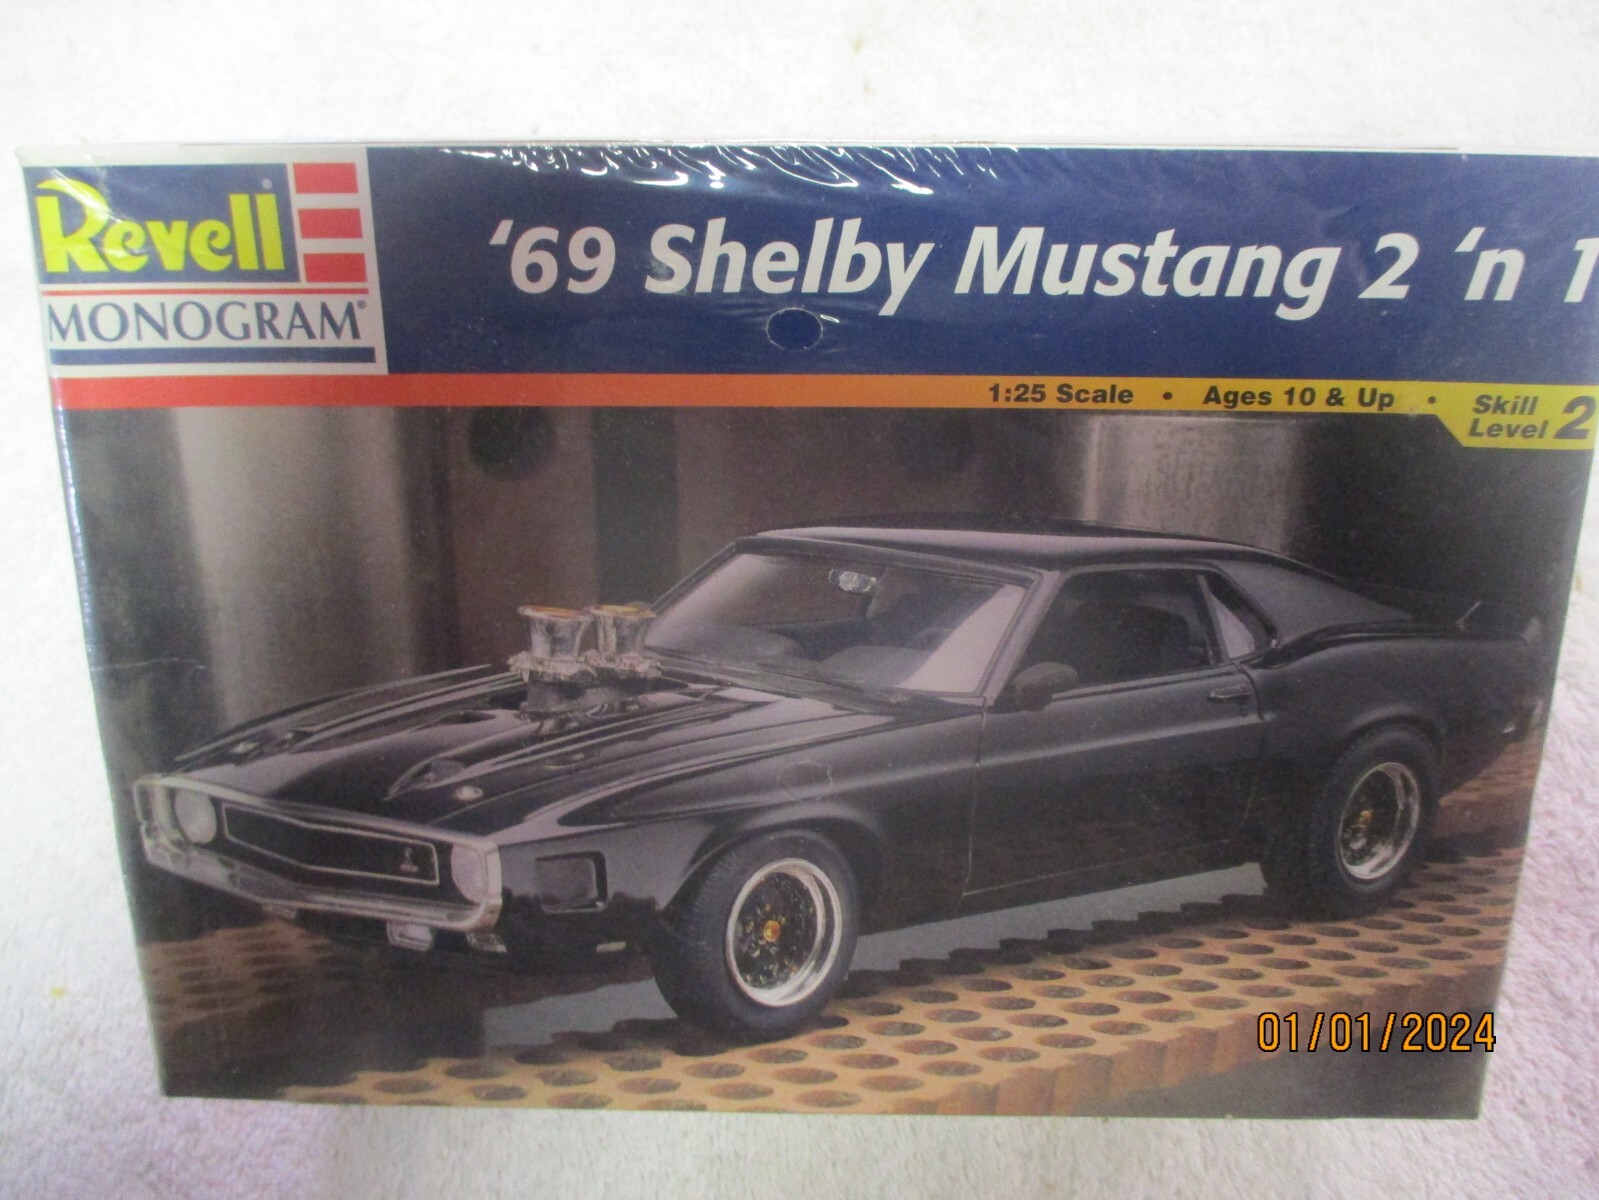 Revell®
MONOGRAM®
'69 Shelby Mustang 2 'n 1
1:25 Scale • Ages 10 & Up • Skill Level 2
01/01/2024